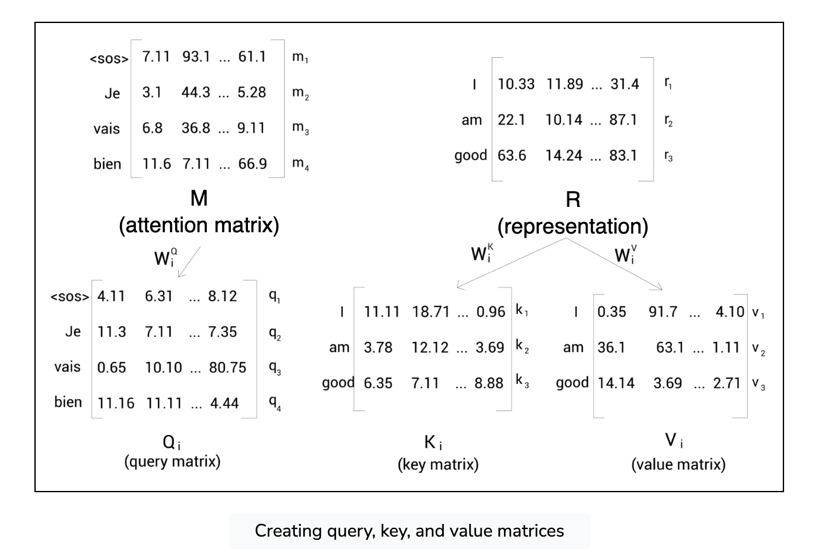 <sos> 7.11 93.1 ... 61.1 m₁
Je 3.1 44.3 ... 5.28 m₂
vais 6.8 36.8 ... 9.11 m₃
bien 11.6 7.11 ... 66.9 m₄
M
(attention matrix)
I 10.33 11.89 ... 31.4 r₁
am 22.1 10.14 ... 87.1 r₂
good 63.6 14.24 ... 83.1 r₃
R
(representation)
Wᵢ^Q
Wᵢ^K
Wᵢ^V
<sos> 4.11 6.31 ... 8.12 q₁
Je 11.3 7.11 ... 7.35 q₂
vais 0.65 10.10 ... 80.75 q₃
bien 11.16 11.11 ... 4.44 q₄
Qᵢ
(query matrix)
I 11.11 18.71 ... 0.96 k₁
am 3.78 12.12 ... 3.69 k₂
good 6.35 7.11 ... 8.88 k₃
Kᵢ
(key matrix)
I 0.35 91.7 ... 4.10 v₁
am 36.1 63.1 ... 1.11 v₂
good 14.14 3.69 ... 2.71 v₃
Vᵢ
(value matrix)
Creating query, key, and value matrices